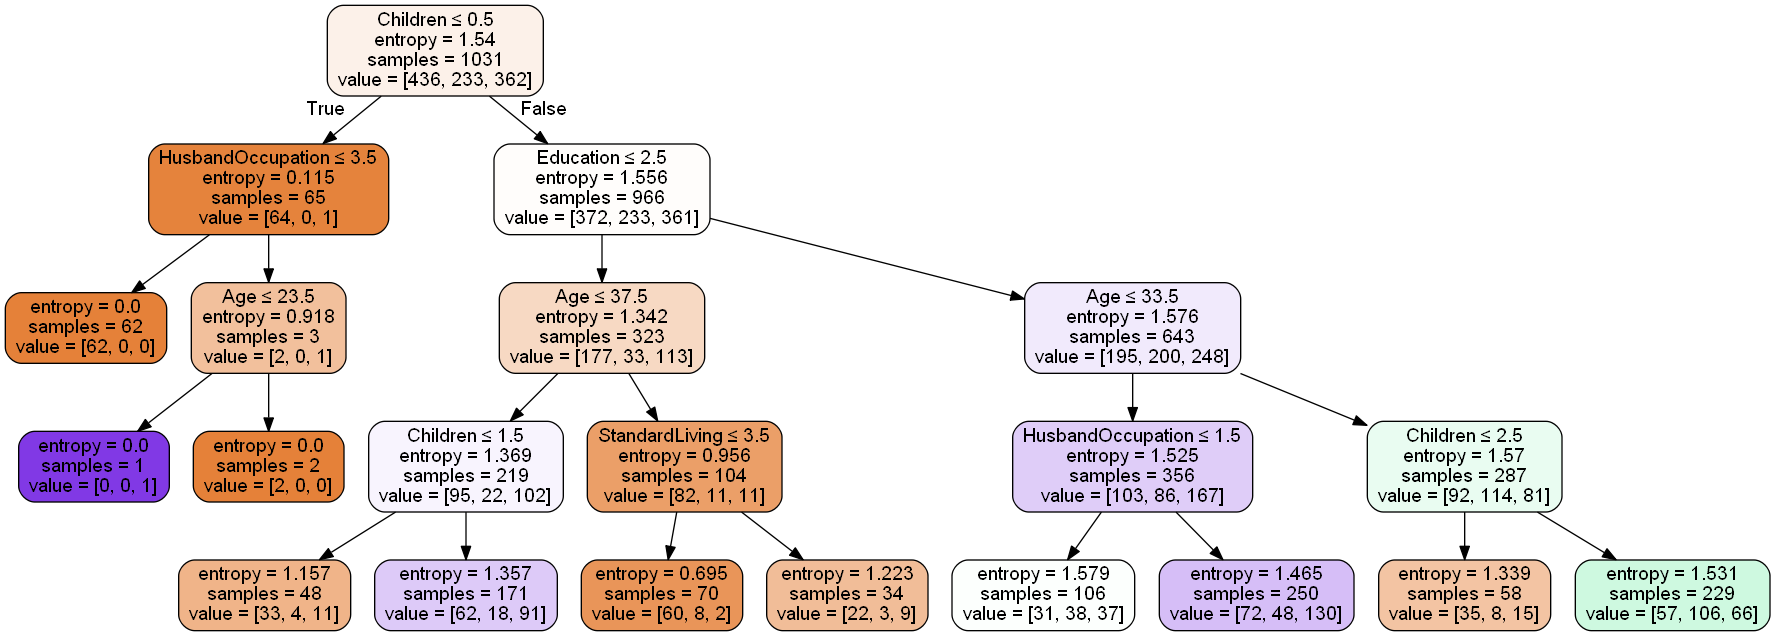 Children ≤ 0.5
entropy = 1.54
samples = 1031
value = [436, 233, 362]
True
False
HusbandOccupation ≤ 3.5
entropy = 0.115
samples = 65
value = [64, 0, 1]
Education ≤ 2.5
entropy = 1.556
samples = 966
value = [372, 233, 361]
entropy = 0.0
samples = 62
value = [62, 0, 0]
Age ≤ 23.5
entropy = 0.918
samples = 3
value = [2, 0, 1]
Age ≤ 37.5
entropy = 1.342
samples = 323
value = [177, 33, 113]
Age ≤ 33.5
entropy = 1.576
samples = 643
value = [195, 200, 248]
entropy = 0.0
samples = 1
value = [0, 0, 1]
entropy = 0.0
samples = 2
value = [2, 0, 0]
Children ≤ 1.5
entropy = 1.369
samples = 219
value = [95, 22, 102]
StandardLiving ≤ 3.5
entropy = 0.956
samples = 104
value = [82, 11, 11]
HusbandOccupation ≤ 1.5
entropy = 1.525
samples = 356
value = [103, 86, 167]
Children ≤ 2.5
entropy = 1.57
samples = 287
value = [92, 114, 81]
entropy = 1.157
samples = 48
value = [33, 4, 11]
entropy = 1.357
samples = 171
value = [62, 18, 91]
entropy = 0.695
samples = 70
value = [60, 8, 2]
entropy = 1.223
samples = 34
value = [22, 3, 9]
entropy = 1.579
samples = 106
value = [31, 38, 37]
entropy = 1.465
samples = 250
value = [72, 48, 130]
entropy = 1.339
samples = 58
value = [35, 8, 15]
entropy = 1.531
samples = 229
value = [57, 106, 66]